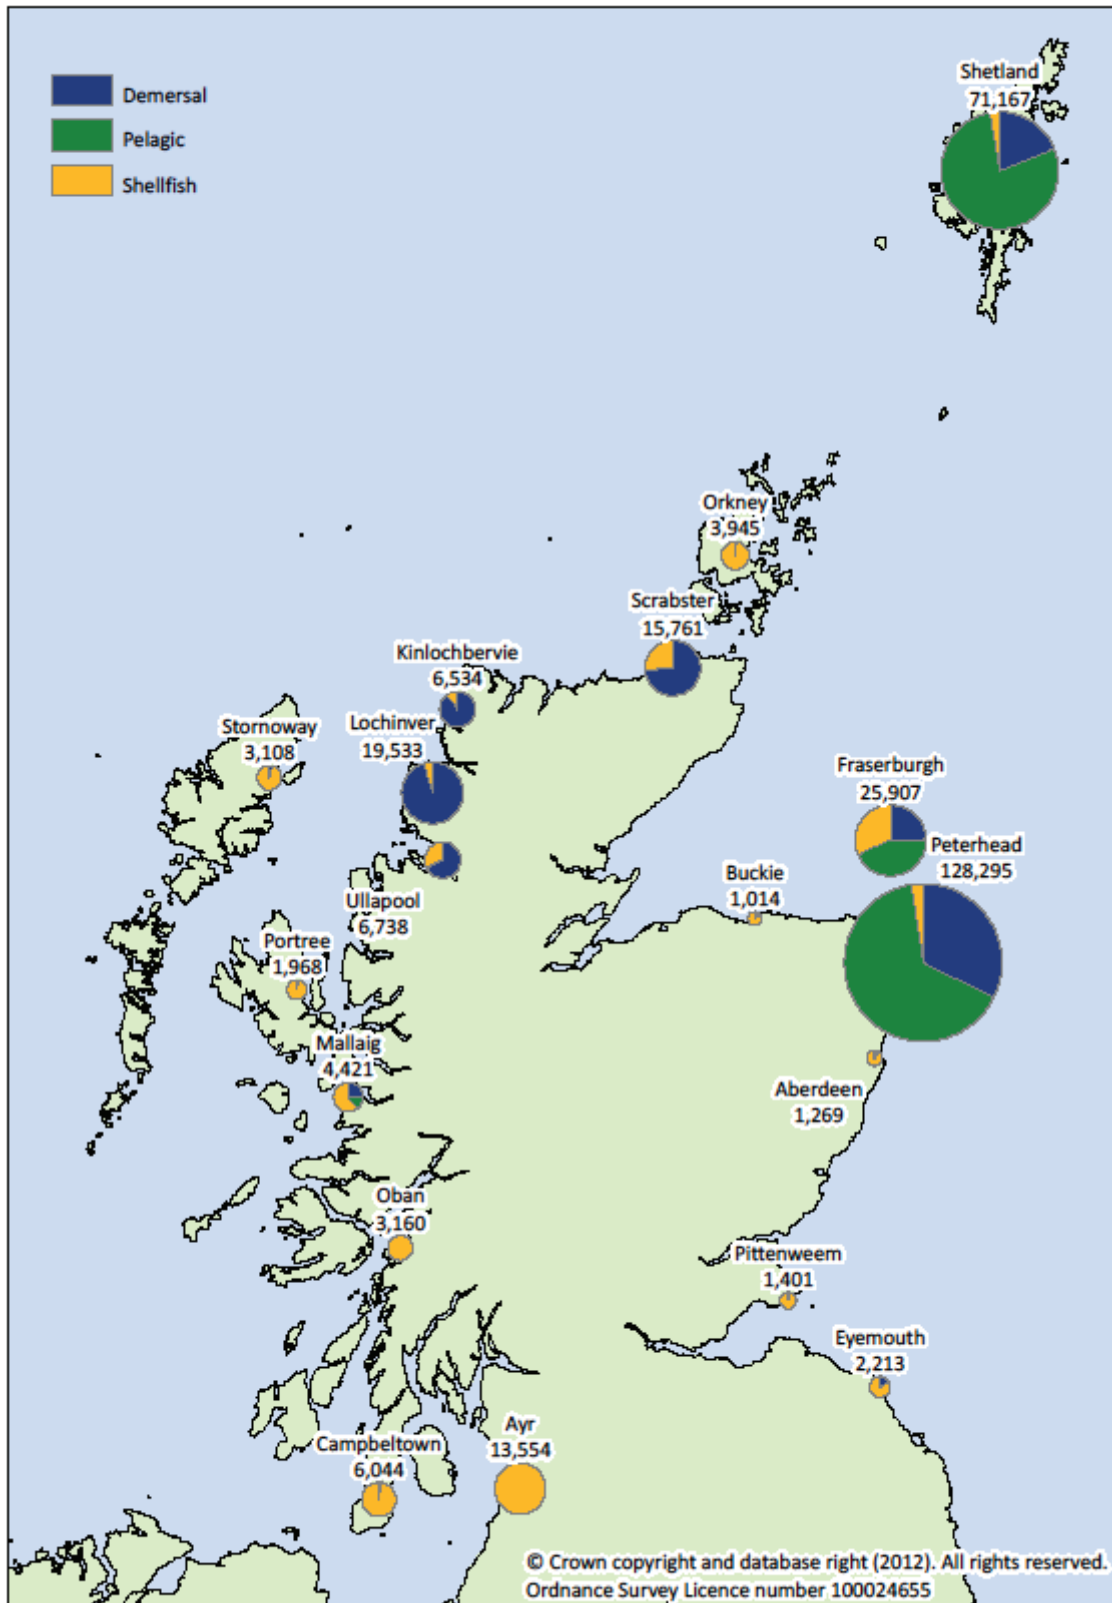 Demersal
Pelagic
Shellfish
Shetland
71,167
Orkney
3,945
Scrabster
15,761
Kinlochbervie
6,534
Lochinver
19,533
Stornoway
3,108
Fraserburgh
25,907
Peterhead
128,295
Buckie
1,014
Ullapool
6,738
Portree
1,968
Mallaig
4,421
Aberdeen
1,269
Oban
3,160
Pittenweem
1,401
Eyemouth
2,213
Ayr
13,554
Campbeltown
6,044
© Crown copyright and database right (2012). All rights reserved.
Ordnance Survey Licence number 100024655